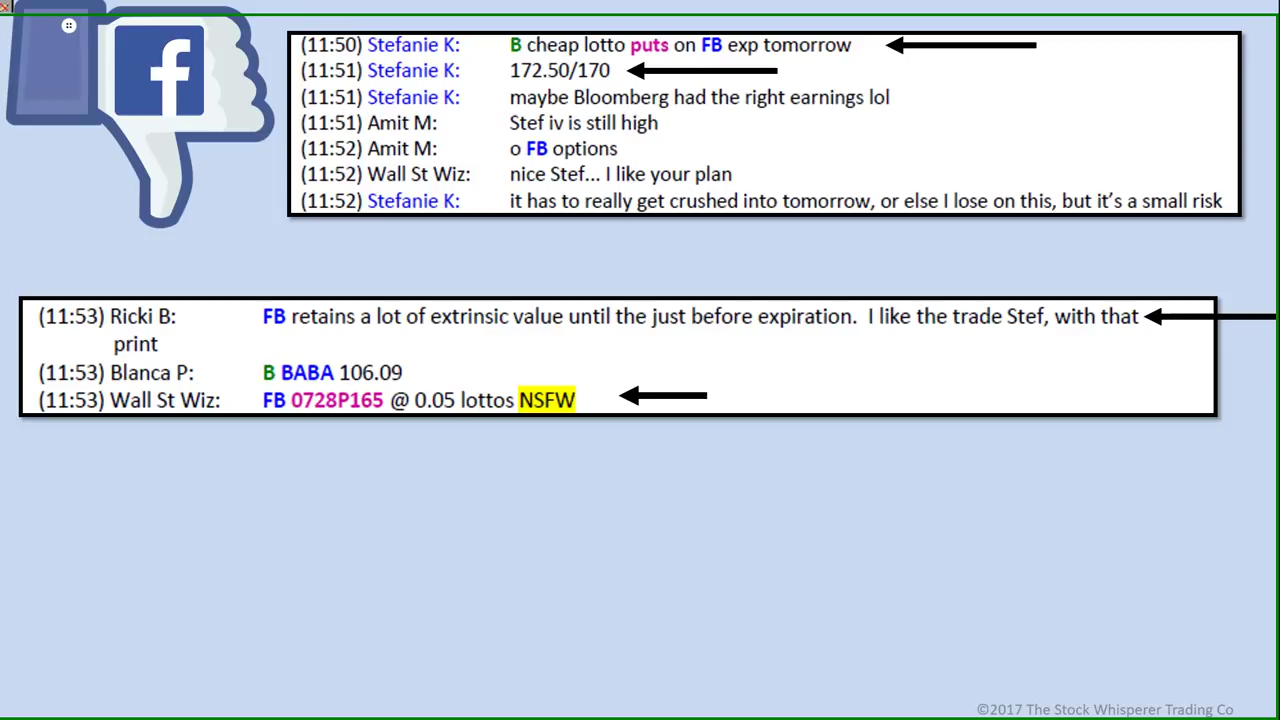 f
(11:50) Stefanie K: B cheap lotto puts on FB exp tomorrow
(11:51) Stefanie K: 172.50/170
(11:51) Stefanie K: maybe Bloomberg had the right earnings lol
(11:51) Amit M: Stef iv is still high
(11:52) Amit M: o FB options
(11:52) Wall St Wiz: nice Stef... I like your plan
(11:52) Stefanie K: it has to really get crushed into tomorrow, or else I lose on this, but it’s a small risk
(11:53) Ricki B: FB retains a lot of extrinsic value until the just before expiration. I like the trade Stef, with that
print
(11:53) Blanca P: B BABA 106.09
(11:53) Wall St Wiz: FB 0728P165 @ 0.05 lottos NSFW
©2017 The Stock Whisperer Trading Co